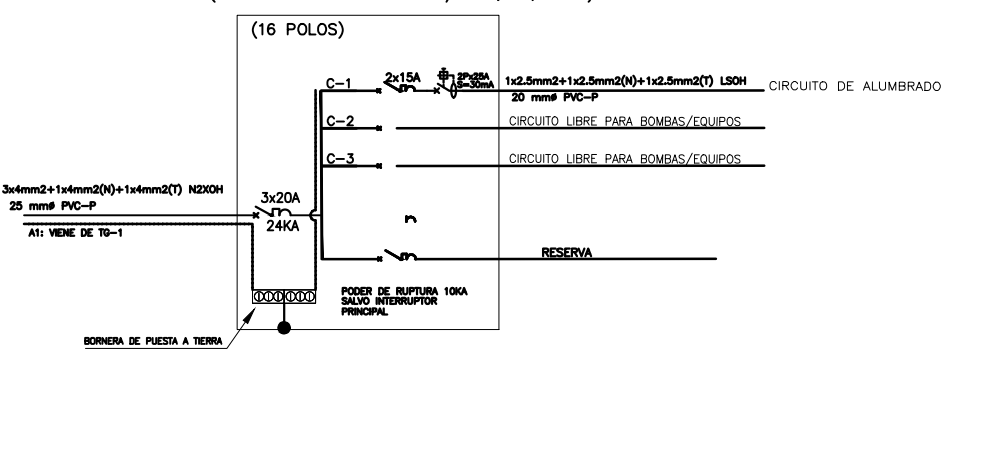 (16 POLOS)
C-1
2x15A
2Px25A
S=30mA
1x2.5mm2+1x2.5mm2(N)+1x2.5mm2(T) LSOH
20 mmø PVC-P
CIRCUITO DE ALUMBRADO
C-2
CIRCUITO LIBRE PARA BOMBAS/EQUIPOS
C-3
CIRCUITO LIBRE PARA BOMBAS/EQUIPOS
3x4mm2+1x4mm2(N)+1x4mm2(T) N2XOH
25 mmø PVC-P
A1: VIENE DE TG-1
3x20A
24KA
RESERVA
PODER DE RUPTURA 10KA
SALVO INTERRUPTOR
PRINCIPAL
BORNERA DE PUESTA A TIERRA